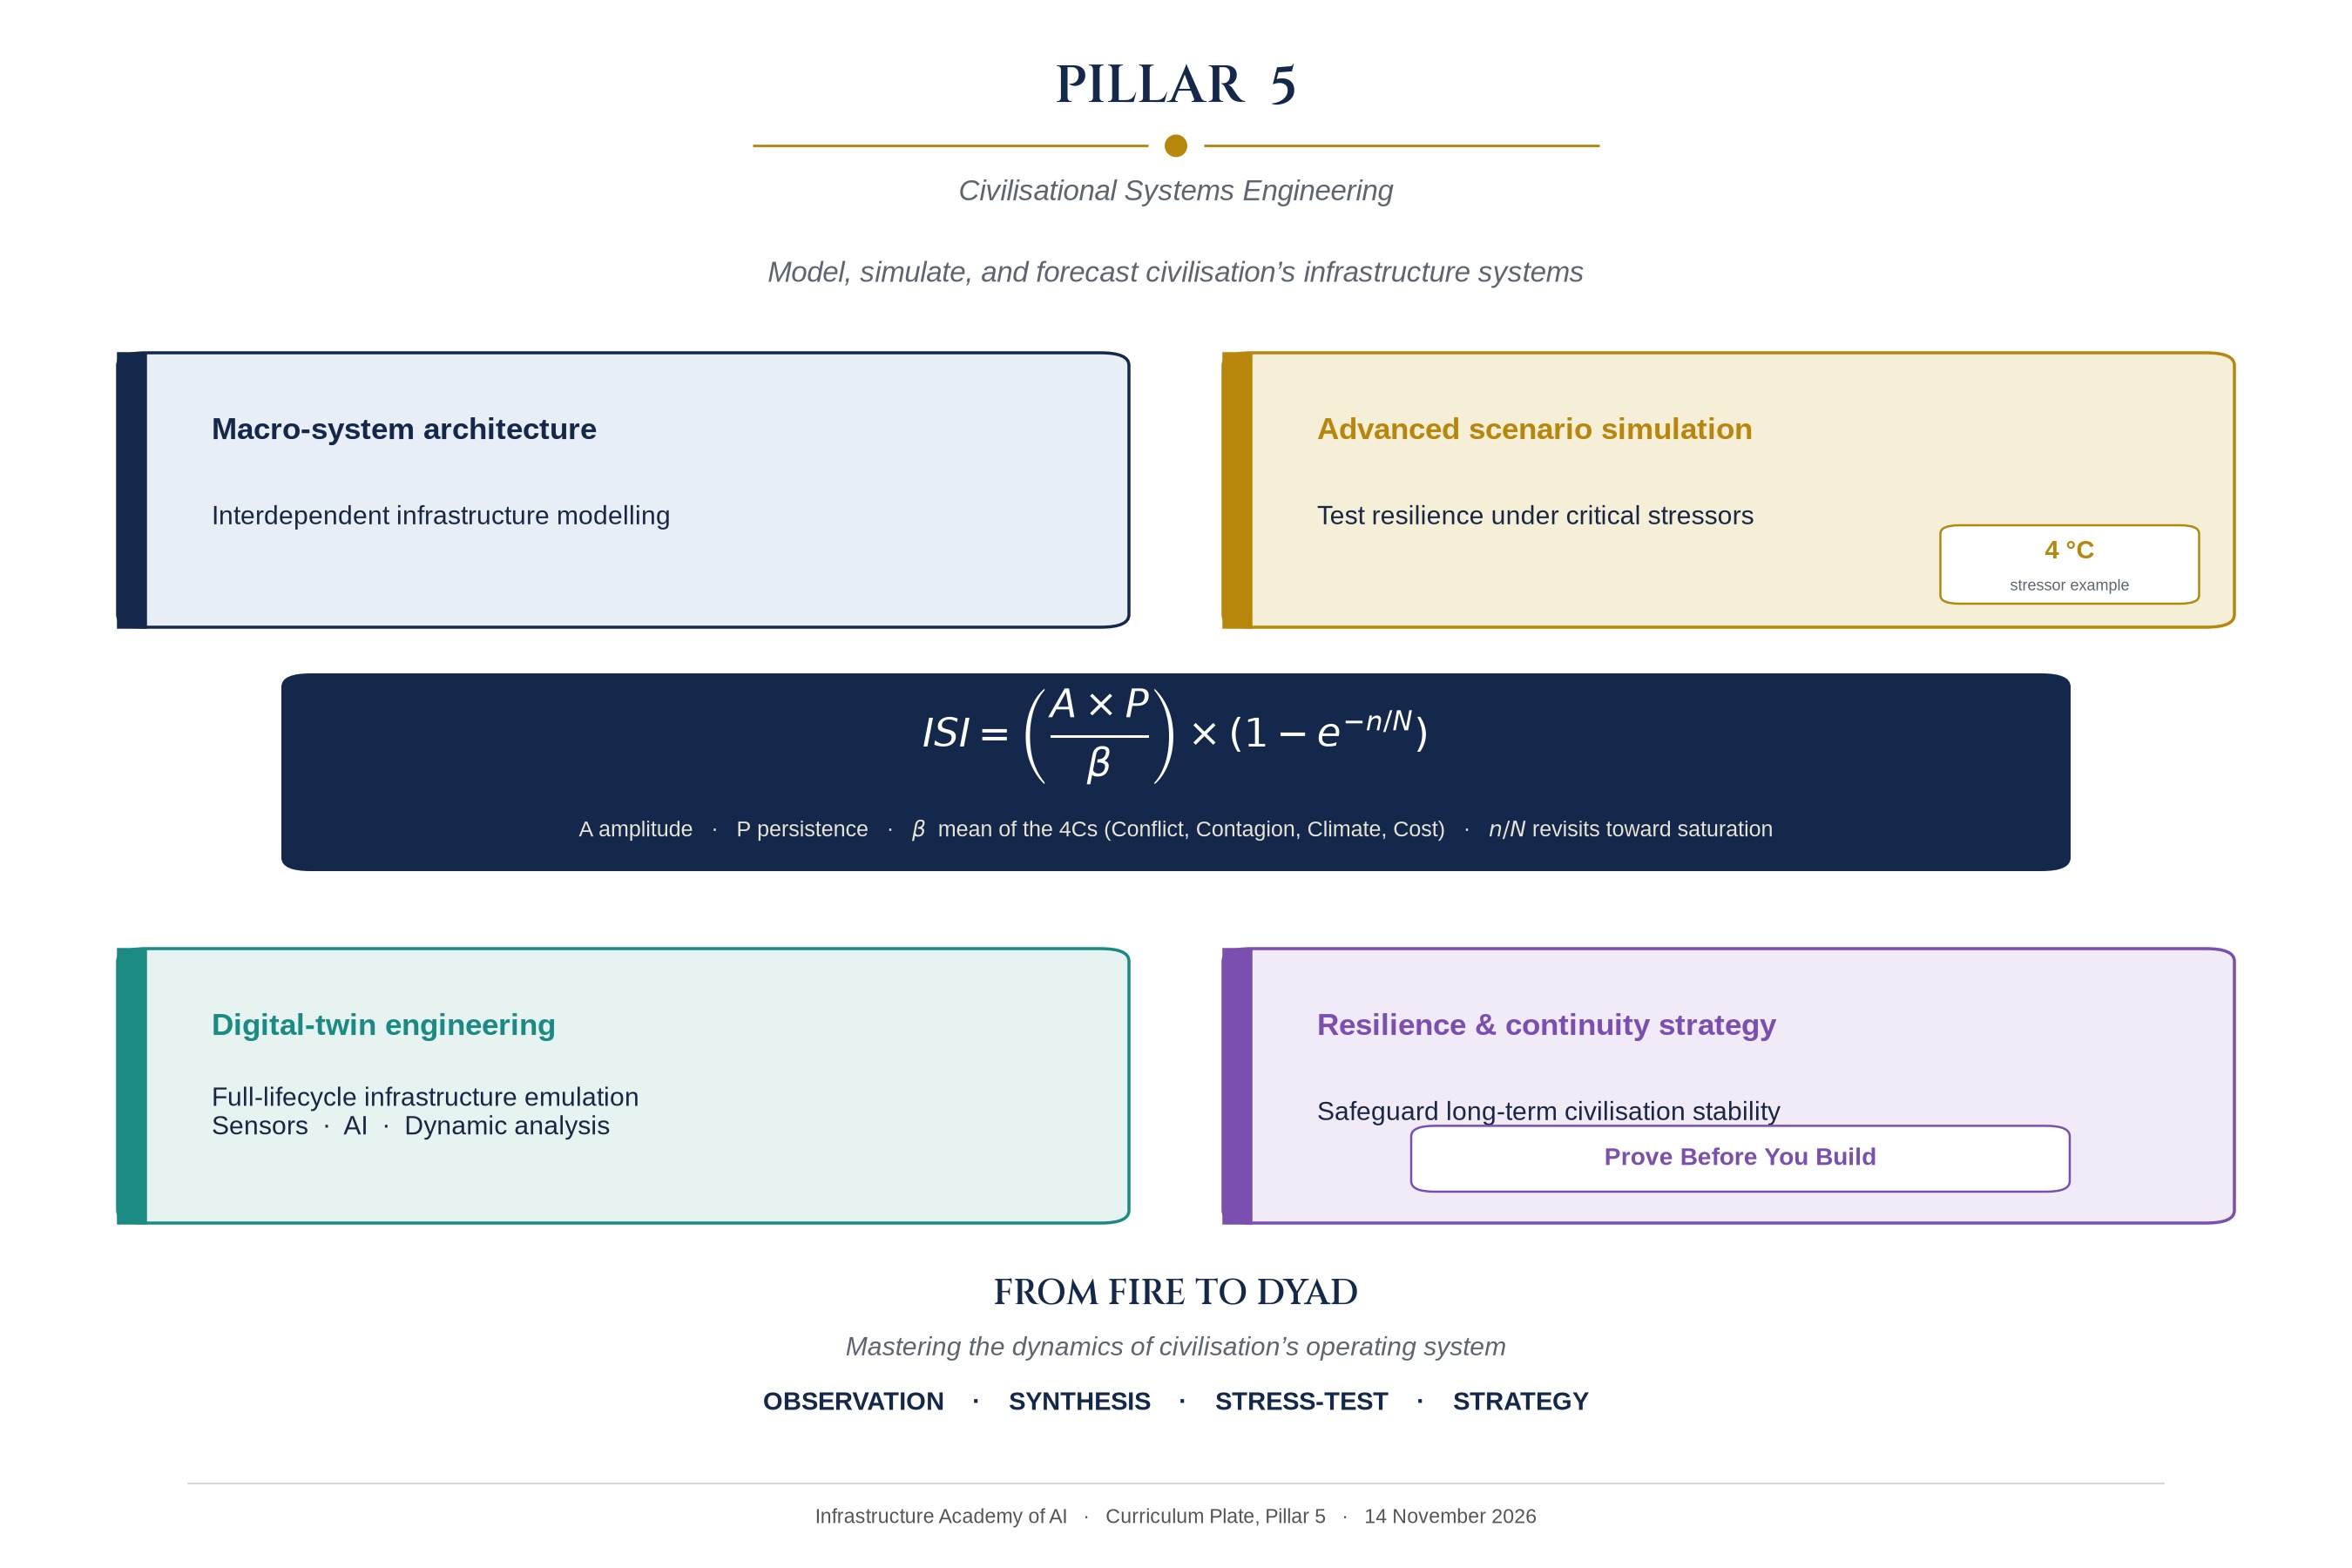 PILLAR 5
Civilisational Systems Engineering
Model, simulate, and forecast civilisation’s infrastructure systems
Macro-system architecture
Interdependent infrastructure modelling
Advanced scenario simulation
Test resilience under critical stressors
4 °C
stressor example
ISI = (A × P / β) × (1 − e^{−n/N})
A amplitude · P persistence · β mean of the 4Cs (Conflict, Contagion, Climate, Cost) · n/N revisits toward saturation
Digital-twin engineering
Full-lifecycle infrastructure emulation
Sensors · AI · Dynamic analysis
Resilience & continuity strategy
Safeguard long-term civilisation stability
Prove Before You Build
FROM FIRE TO DYAD
Mastering the dynamics of civilisation’s operating system
OBSERVATION · SYNTHESIS · STRESS-TEST · STRATEGY
Infrastructure Academy of AI · Curriculum Plate, Pillar 5 · 14 November 2026